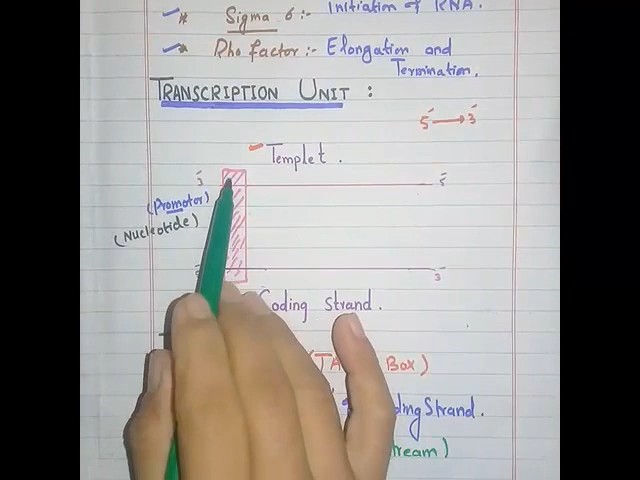 * Sigma 6 :- Initiation of RNA.
* Rho factor :- Elongation and
Termination.
TRANSCRIPTION UNIT :
5' → 3'
Templet .
3' 5'
(Promotor)
(Nucleotide)
3'
Coding Strand .
Box)
Strand.